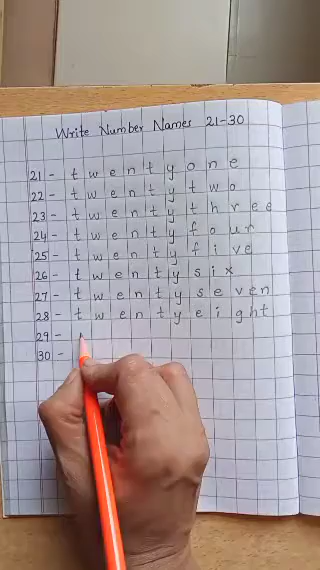 Write Number Names 21-30
21 - twenty one
22 - twenty two
23 - twenty three
24 - twenty four
25 - twenty five
26 - twenty six
27 - twenty seven
28 - twenty eight
29 -
30 -